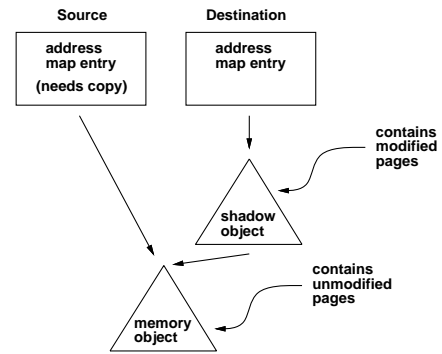 Source
Destination
address
map entry
(needs copy)
address
map entry
contains
modified
pages
shadow
object
contains
unmodified
pages
memory
object